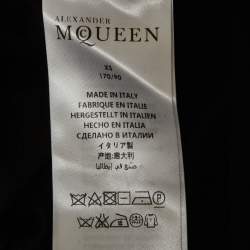 ALEXANDER
McQUEEN
XS
170/90
MADE IN ITALY
FABRIQUE EN ITALIE
HERGESTELLT IN ITALIEN
HECHO EN ITALIA
СДЕЛАНО В ИТАЛИИ
イタリア製
产地:意大利
صنع في إيطاليا